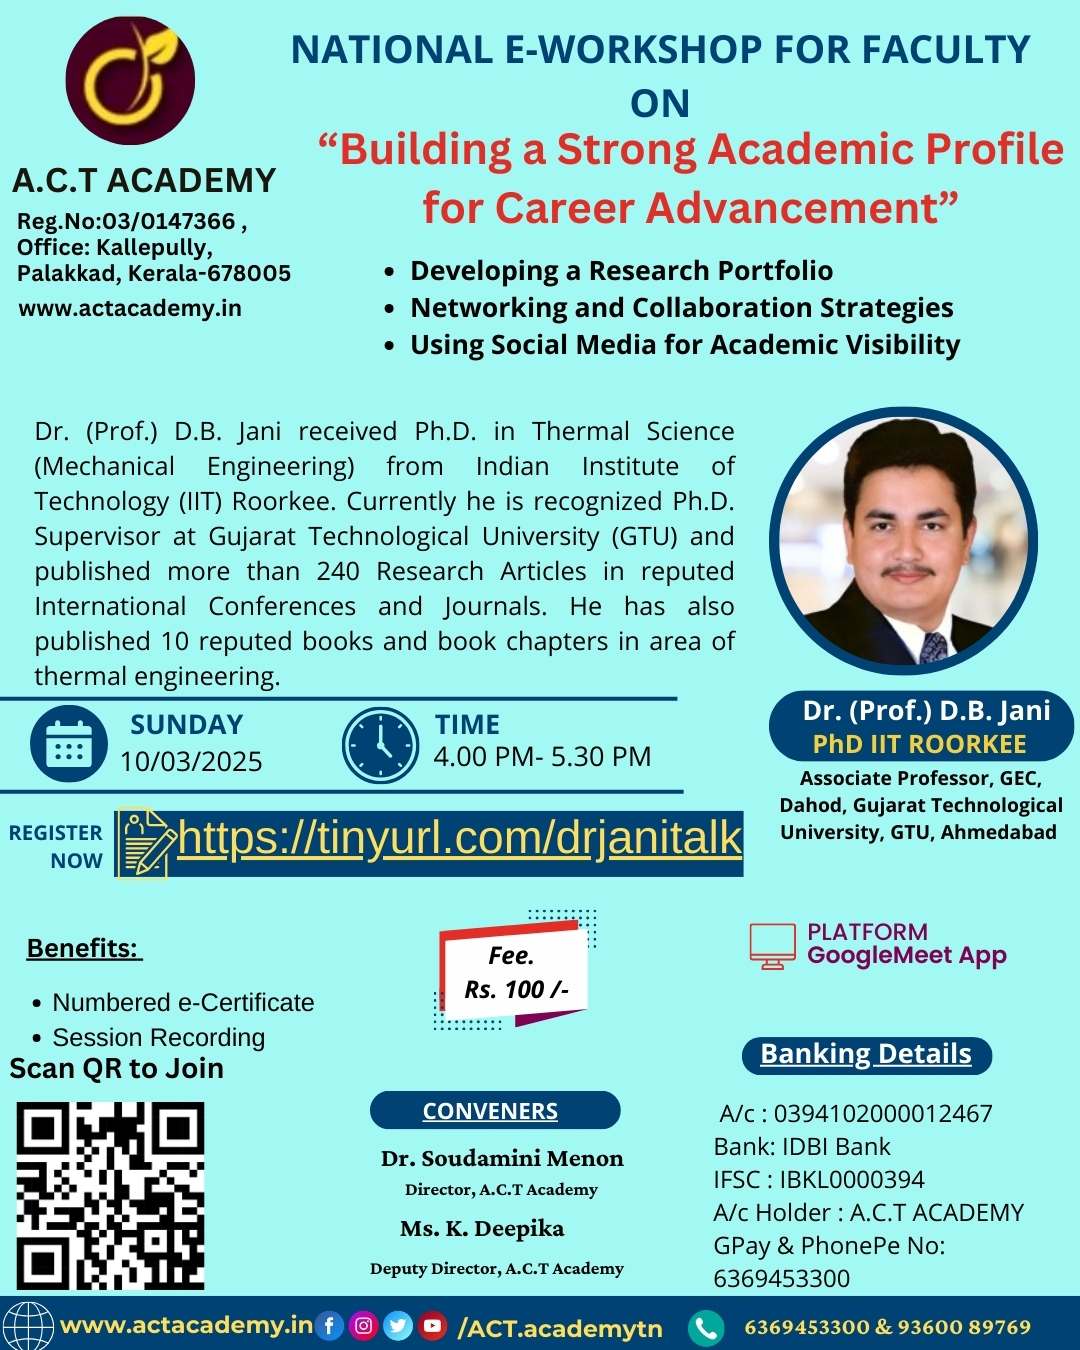 NATIONAL E-WORKSHOP FOR FACULTY
ON
“Building a Strong Academic Profile
for Career Advancement”
A.C.T ACADEMY
Reg.No:03/0147366 ,
Office: Kallepully,
Palakkad, Kerala-678005
www.actacademy.in
• Developing a Research Portfolio
• Networking and Collaboration Strategies
• Using Social Media for Academic Visibility
Dr. (Prof.) D.B. Jani received Ph.D. in Thermal Science
(Mechanical Engineering) from Indian Institute of
Technology (IIT) Roorkee. Currently he is recognized Ph.D.
Supervisor at Gujarat Technological University (GTU) and
published more than 240 Research Articles in reputed
International Conferences and Journals. He has also
published 10 reputed books and book chapters in area of
thermal engineering.
Dr. (Prof.) D.B. Jani
PhD IIT ROORKEE
Associate Professor, GEC,
Dahod, Gujarat Technological
University, GTU, Ahmedabad
SUNDAY
10/03/2025
TIME
4.00 PM- 5.30 PM
REGISTER
NOW
https://tinyurl.com/drjanitalk
Benefits:
• Numbered e-Certificate
• Session Recording
Scan QR to Join
Fee.
Rs. 100 /-
PLATFORM
GoogleMeet App
CONVENERS
Dr. Soudamini Menon
Director, A.C.T Academy
Ms. K. Deepika
Deputy Director, A.C.T Academy
Banking Details
A/c : 0394102000012467
Bank: IDBI Bank
IFSC : IBKL0000394
A/c Holder : A.C.T ACADEMY
GPay & PhonePe No:
6369453300
www.actacademy.in
/ACT.academytn
6369453300 & 93600 89769